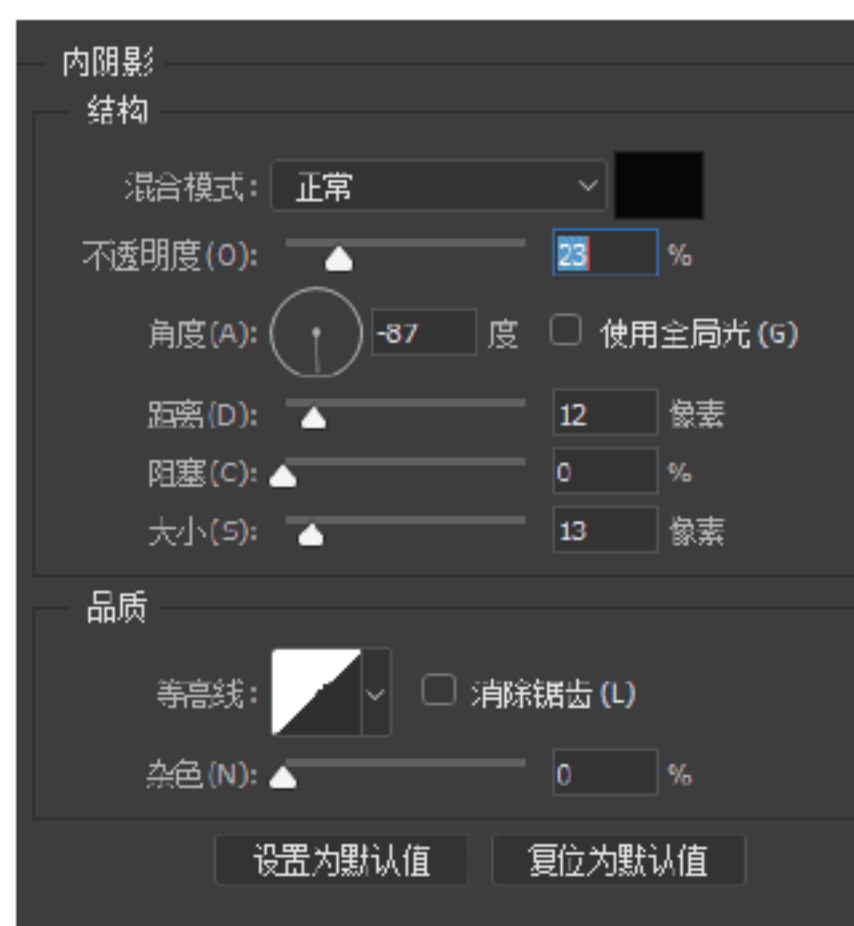 内阴影
结构
混合模式: 正常
不透明度(O): 23 %
角度(A): -87 度 使用全局光(G)
距离(D): 12 像素
阻塞(C): 0 %
大小(S): 13 像素
品质
等高线: 消除锯齿(L)
杂色(N): 0 %
设置为默认值 复位为默认值